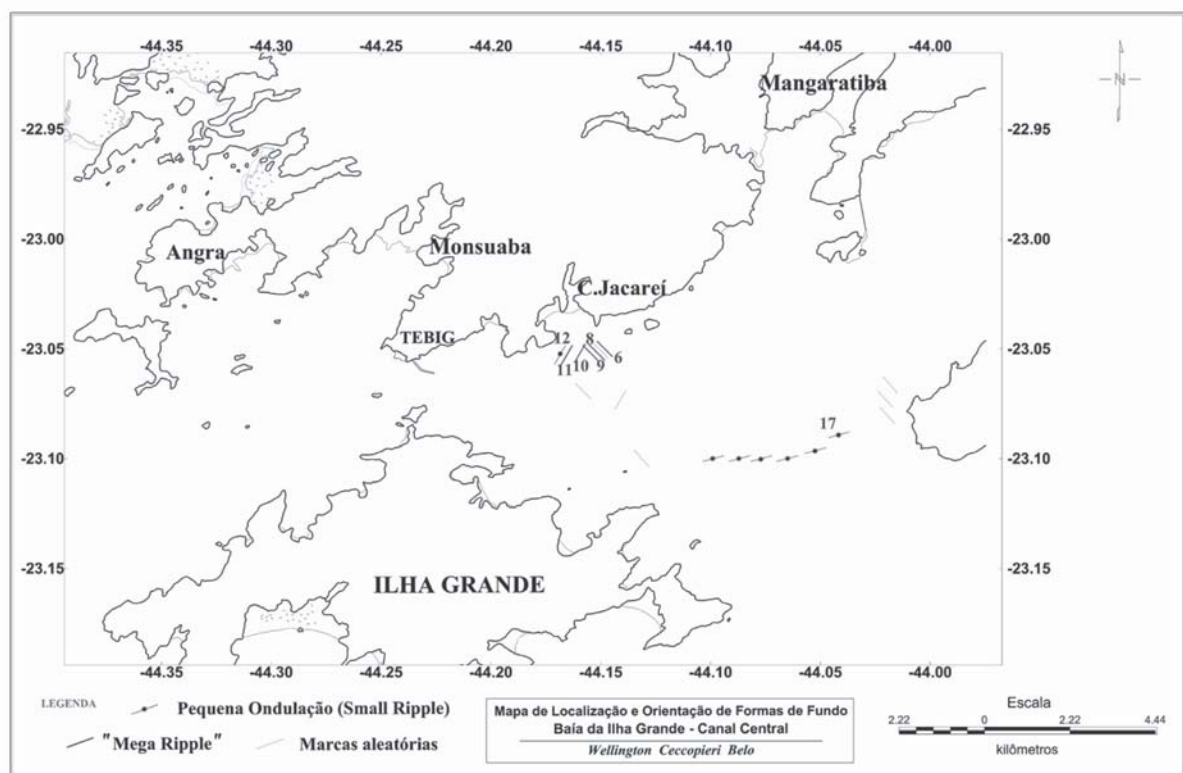 -44.35 -44.30 -44.25 -44.20 -44.15 -44.10 -44.05 -44.00
Mangaratiba
N
-22.95 -22.95
-23.00 -23.00
Angra
Monsuaba
C.Jacareí
TEBIG
12 8
-23.05 -23.05
11 10 9 6
17
-23.10 -23.10
-23.15 -23.15
ILHA GRANDE
-44.35 -44.30 -44.25 -44.20 -44.15 -44.10 -44.05 -44.00
LEGENDA
Pequena Ondulação (Small Ripple)
"Mega Ripple"
Marcas aleatórias
Mapa de Localização e Orientação de Formas de Fundo
Baía da Ilha Grande - Canal Central
Wellington Ceccopieri Belo
Escala
2.22 0 2.22 4.44
kilômetros